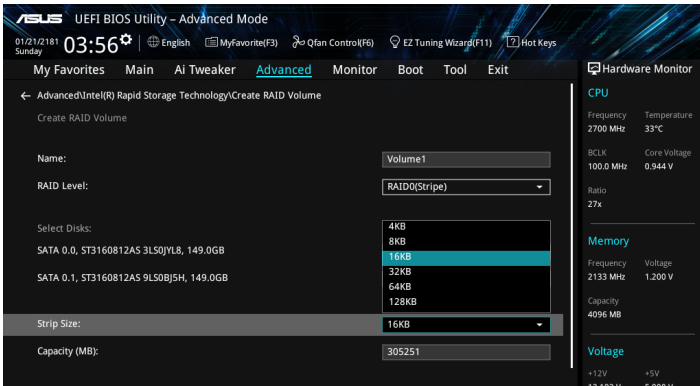 ASUS UEFI BIOS Utility – Advanced Mode
01/21/2181 Sunday 03:56 English MyFavorite(F3) Qfan Control(F6) EZ Tuning Wizard(F11) ? Hot Keys
My Favorites Main Ai Tweaker Advanced Monitor Boot Tool Exit
Hardware Monitor
← Advanced\Intel(R) Rapid Storage Technology\Create RAID Volume
Create RAID Volume
Name: Volume1
RAID Level: RAID0(Stripe)
Select Disks:
SATA 0.0, ST3160812AS 3LS0JYL8, 149.0GB
SATA 0.1, ST3160812AS 9LS0BJ5H, 149.0GB
4KB
8KB
16KB
32KB
64KB
128KB
Strip Size: 16KB
Capacity (MB): 305251
CPU
Frequency Temperature
2700 MHz 33°C
BCLK Core Voltage
100.0 MHz 0.944 V
Ratio
27x
Memory
Frequency Voltage
2133 MHz 1.200 V
Capacity
4096 MB
Voltage
+12V +5V